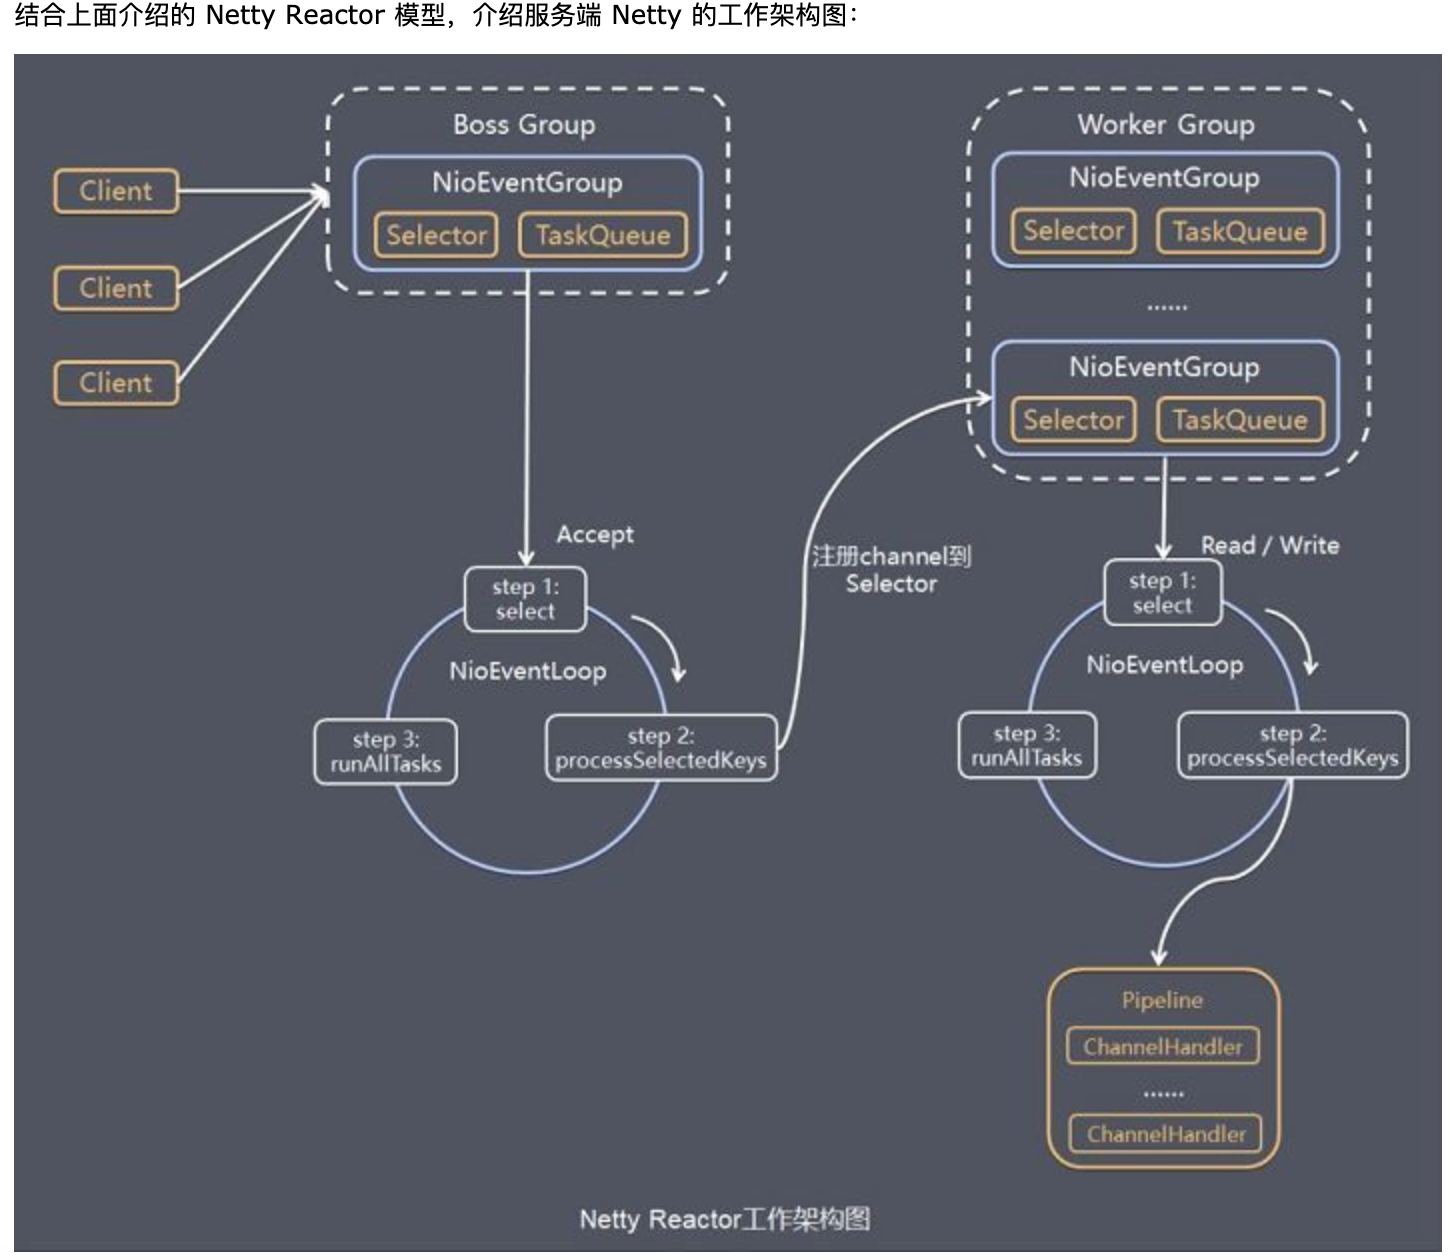 结合上面介绍的 Netty Reactor 模型，介绍服务端 Netty 的工作架构图：
Boss Group
NioEventGroup
Selector
TaskQueue
Client
Client
Client
Worker Group
NioEventGroup
Selector
TaskQueue
......
NioEventGroup
Selector
TaskQueue
Accept
step 1:
select
NioEventLoop
step 2:
processSelectedKeys
step 3:
runAllTasks
注册channel到
Selector
Read / Write
step 1:
select
NioEventLoop
step 2:
processSelectedKeys
step 3:
runAllTasks
Pipeline
ChannelHandler
......
ChannelHandler
Netty Reactor工作架构图